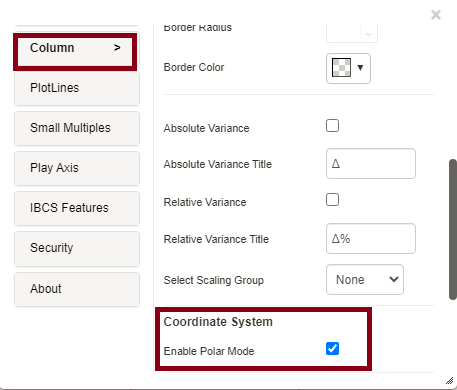 ×
Column >
PlotLines
Small Multiples
Play Axis
IBCS Features
Security
About
Border Radius
Border Color
Absolute Variance
Absolute Variance Title Δ
Relative Variance
Relative Variance Title Δ%
Select Scaling Group None
Coordinate System
Enable Polar Mode